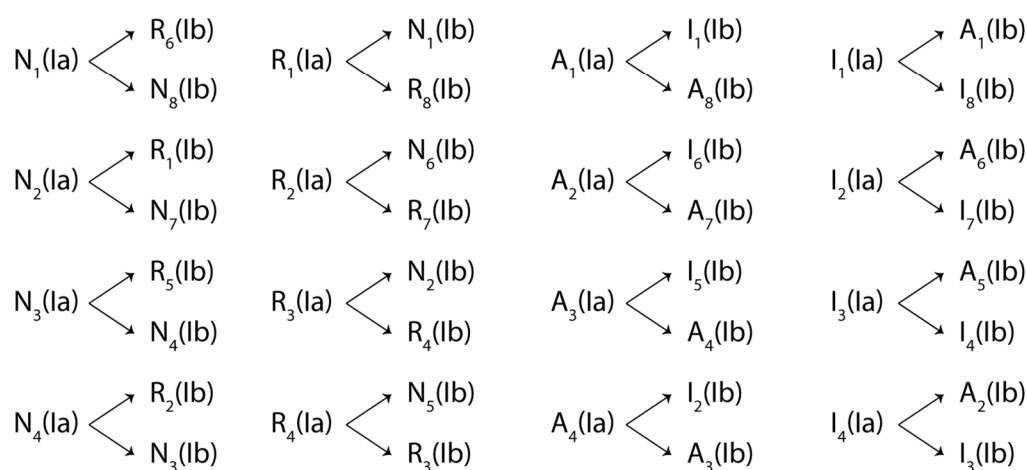 R₆(Ib) N₁(Ib) I₁(Ib) A₁(Ib)
N₁(Ia) R₁(Ia) A₁(Ia) I₁(Ia)
N₈(Ib) R₈(Ib) A₈(Ib) I₈(Ib)
R₁(Ib) N₆(Ib) I₆(Ib) A₆(Ib)
N₂(Ia) R₂(Ia) A₂(Ia) I₂(Ia)
N₇(Ib) R₇(Ib) A₇(Ib) I₇(Ib)
R₅(Ib) N₂(Ib) I₅(Ib) A₅(Ib)
N₃(Ia) R₃(Ia) A₃(Ia) I₃(Ia)
N₄(Ib) R₄(Ib) A₄(Ib) I₄(Ib)
R₂(Ib) N₅(Ib) I₂(Ib) A₂(Ib)
N₄(Ia) R₄(Ia) A₄(Ia) I₄(Ia)
N₃(Ib) R₃(Ib) A₃(Ib) I₃(Ib)